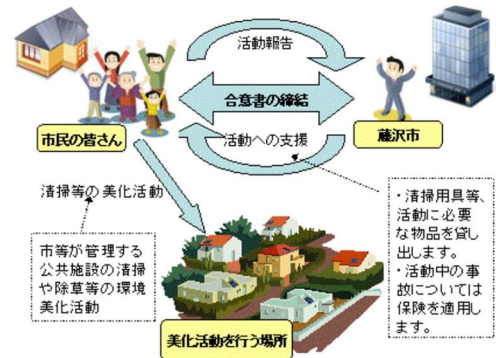 活動報告
合意書の締結
市民の皆さん
活動への支援
藤沢市
清掃等の美化活動
市等が管理する
公共施設の清掃
や除草等の環境
美化活動
・清掃用具等、
活動に必要
な物品を貸し
出します。
・活動中の事
故については
保険を適用し
ます。
美化活動を行う場所